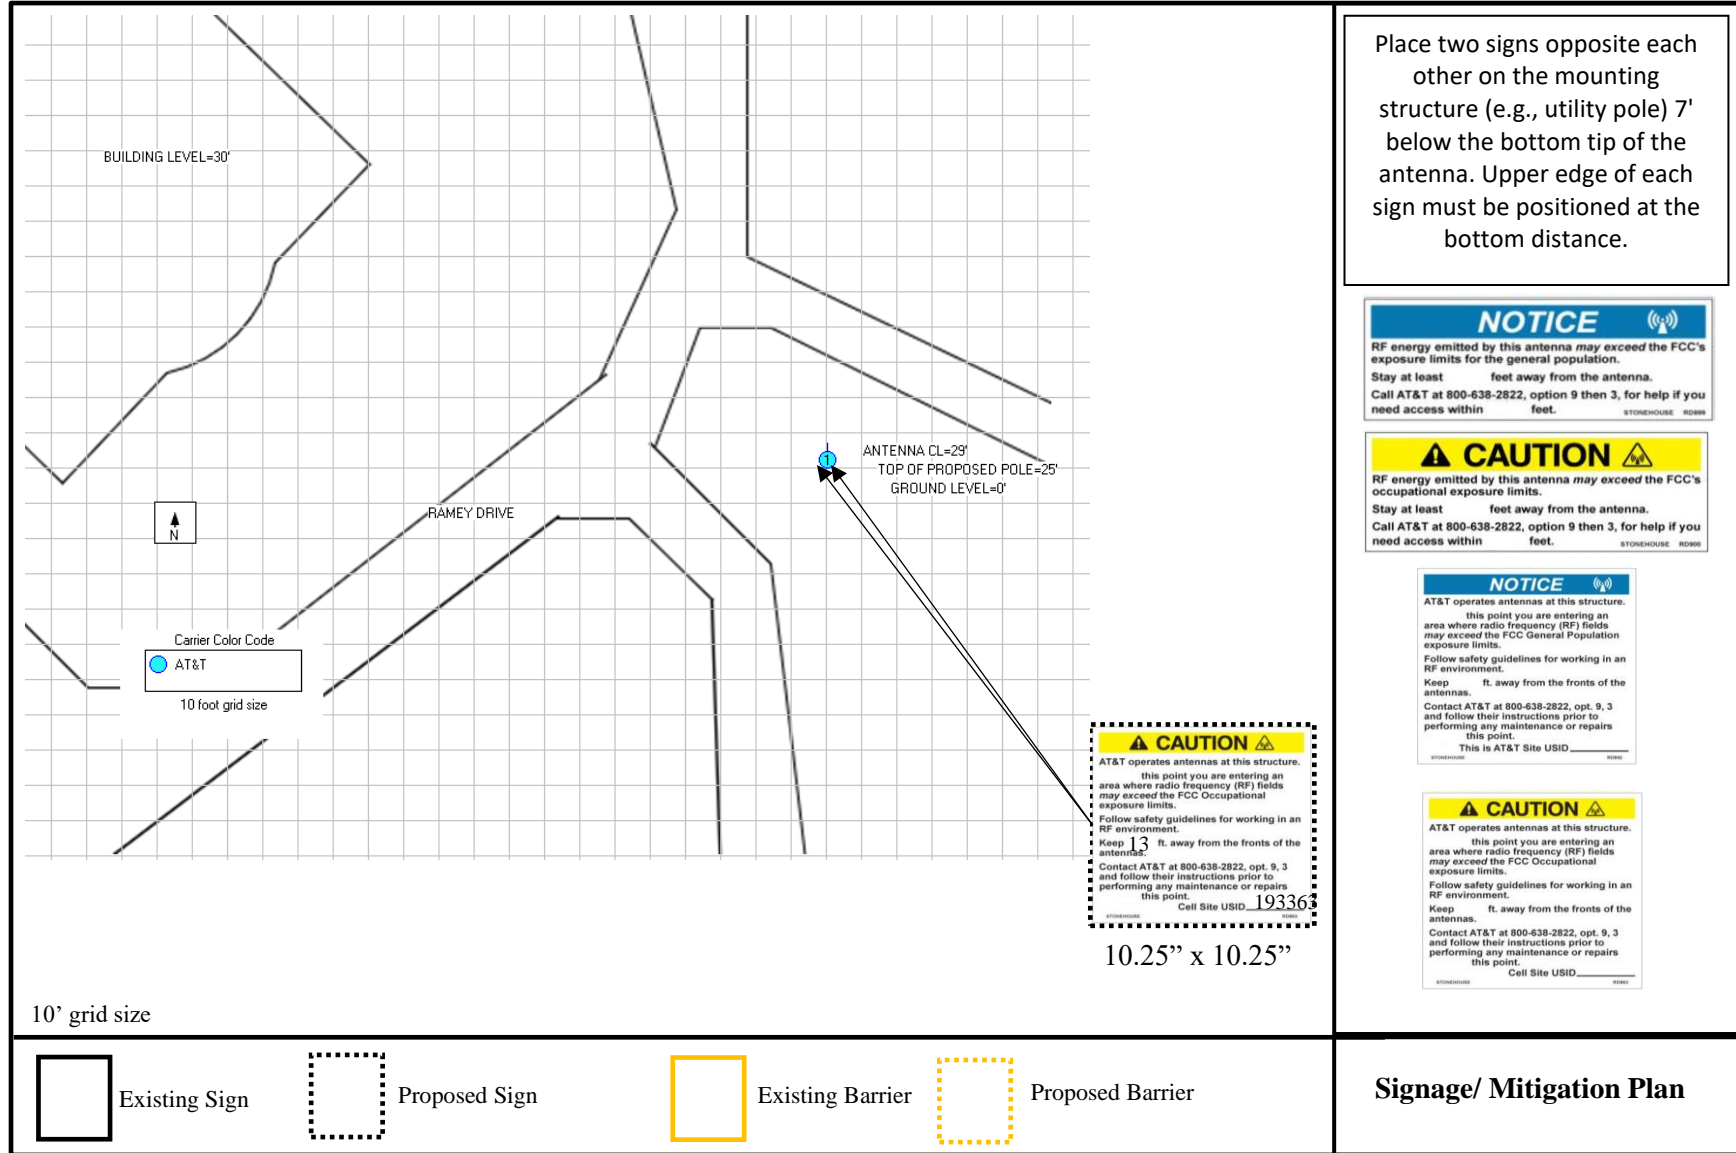 BUILDING LEVEL=30'
ANTENNA CL=29'
TOP OF PROPOSED POLE=25'
GROUND LEVEL=0'
1
RAMEY DRIVE
N
Carrier Color Code
AT&T
10 foot grid size
CAUTION
AT&T operates antennas at this structure.
this point you are entering an
area where radio frequency (RF) fields
may exceed the FCC Occupational
exposure limits.
Follow safety guidelines for working in an
RF environment.
Keep 13 ft. away from the fronts of the
antennas.
Contact AT&T at 800-638-2822, opt. 9, 3
and follow their instructions prior to
performing any maintenance or repairs
this point.
Cell Site USID 193363
STONEHOUSE
10.25” x 10.25”
10’ grid size
Place two signs opposite each
other on the mounting
structure (e.g., utility pole) 7'
below the bottom tip of the
antenna. Upper edge of each
sign must be positioned at the
bottom distance.
NOTICE
RF energy emitted by this antenna may exceed the FCC's
exposure limits for the general population.
Stay at least feet away from the antenna.
Call AT&T at 800-638-2822, option 9 then 3, for help if you
need access within feet.
STONEHOUSE
CAUTION
RF energy emitted by this antenna may exceed the FCC's
occupational exposure limits.
Stay at least feet away from the antenna.
Call AT&T at 800-638-2822, option 9 then 3, for help if you
need access within feet.
STONEHOUSE
NOTICE
AT&T operates antennas at this structure.
this point you are entering an
area where radio frequency (RF) fields
may exceed the FCC General Population
exposure limits.
Follow safety guidelines for working in an
RF environment.
Keep ft. away from the fronts of the
antennas.
Contact AT&T at 800-638-2822, opt. 9, 3
and follow their instructions prior to
performing any maintenance or repairs
this point.
This is AT&T Site USID
STONEHOUSE
CAUTION
AT&T operates antennas at this structure.
this point you are entering an
area where radio frequency (RF) fields
may exceed the FCC Occupational
exposure limits.
Follow safety guidelines for working in an
RF environment.
Keep ft. away from the fronts of the
antennas.
Contact AT&T at 800-638-2822, opt. 9, 3
and follow their instructions prior to
performing any maintenance or repairs
this point.
Cell Site USID
STONEHOUSE
Existing Sign
Proposed Sign
Existing Barrier
Proposed Barrier
Signage/ Mitigation Plan